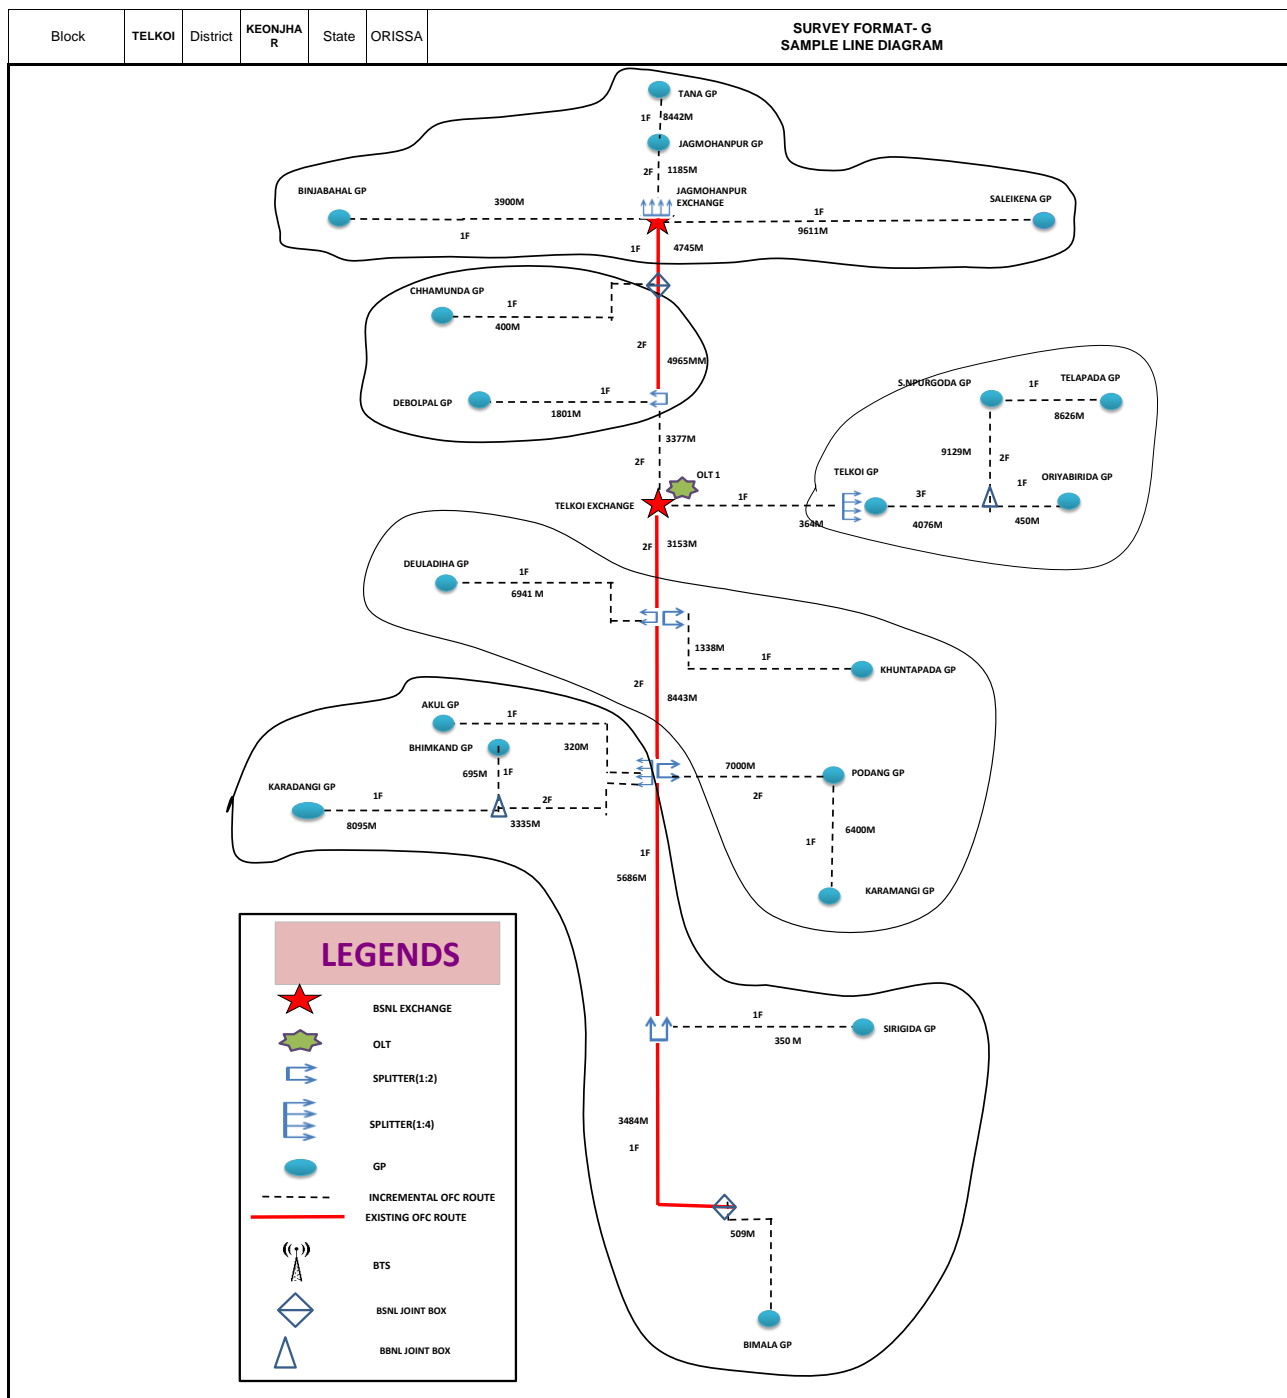 Block TELKOI District KEONJHA
R State ORISSA SURVEY FORMAT- G
SAMPLE LINE DIAGRAM
TANA GP
1F 8442M
JAGMOHANPUR GP
2F 1185M
BINJABAHAL GP
3900M
1F
JAGMOHANPUR
EXCHANGE
1F
9611M
SALEIKENA GP
1F 4745M
CHHAMUNDA GP
1F
400M
2F
4965MM
DEBOLPAL GP
1F
1801M
3377M
2F
S.NPURGODA GP
1F
TELAPADA GP
8626M
9129M
2F
TELKOI GP
ORIYABIRIDA GP
1F
OLT 1
TELKOI EXCHANGE
1F
364M
3F
4076M
450M
2F 3153M
DEULADIHA GP
1F
6941 M
1338M
1F
KHUNTAPADA GP
2F
8443M
AKUL GP
1F
320M
BHIMKAND GP
695M 1F
KARADANGI GP
1F
8095M
2F
3335M
7000M
2F
PODANG GP
1F
6400M
KARAMANGI GP
1F
5686M
1F
350 M
SIRIGIDA GP
3484M
1F
509M
BIMALA GP
LEGENDS
BSNL EXCHANGE
OLT
SPLITTER(1:2)
SPLITTER(1:4)
GP
INCREMENTAL OFC ROUTE
EXISTING OFC ROUTE
BTS
BSNL JOINT BOX
BBNL JOINT BOX